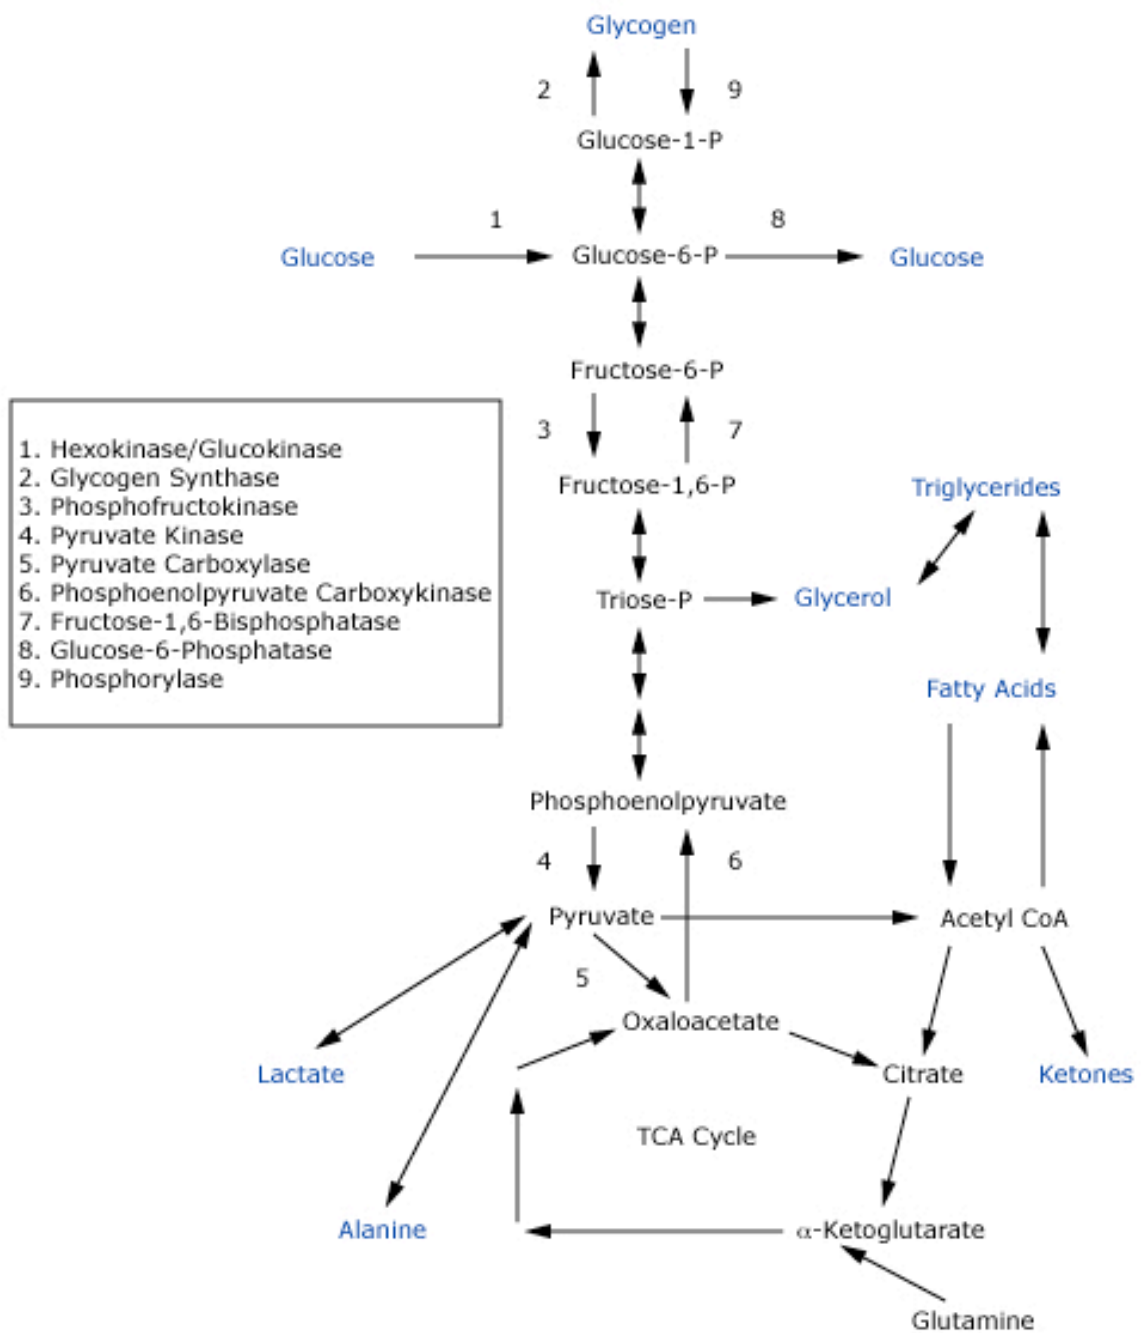 Glycogen
2
9
Glucose-1-P
1
8
Glucose
Glucose-6-P
Glucose
Fructose-6-P
3
7
Fructose-1,6-P
Triglycerides
1. Hexokinase/Glucokinase
2. Glycogen Synthase
3. Phosphofructokinase
4. Pyruvate Kinase
5. Pyruvate Carboxylase
6. Phosphoenolpyruvate Carboxykinase
7. Fructose-1,6-Bisphosphatase
8. Glucose-6-Phosphatase
9. Phosphorylase
Triose-P
Glycerol
Fatty Acids
Phosphoenolpyruvate
4
6
Pyruvate
Acetyl CoA
5
Oxaloacetate
Lactate
Citrate
Ketones
TCA Cycle
Alanine
α-Ketoglutarate
Glutamine